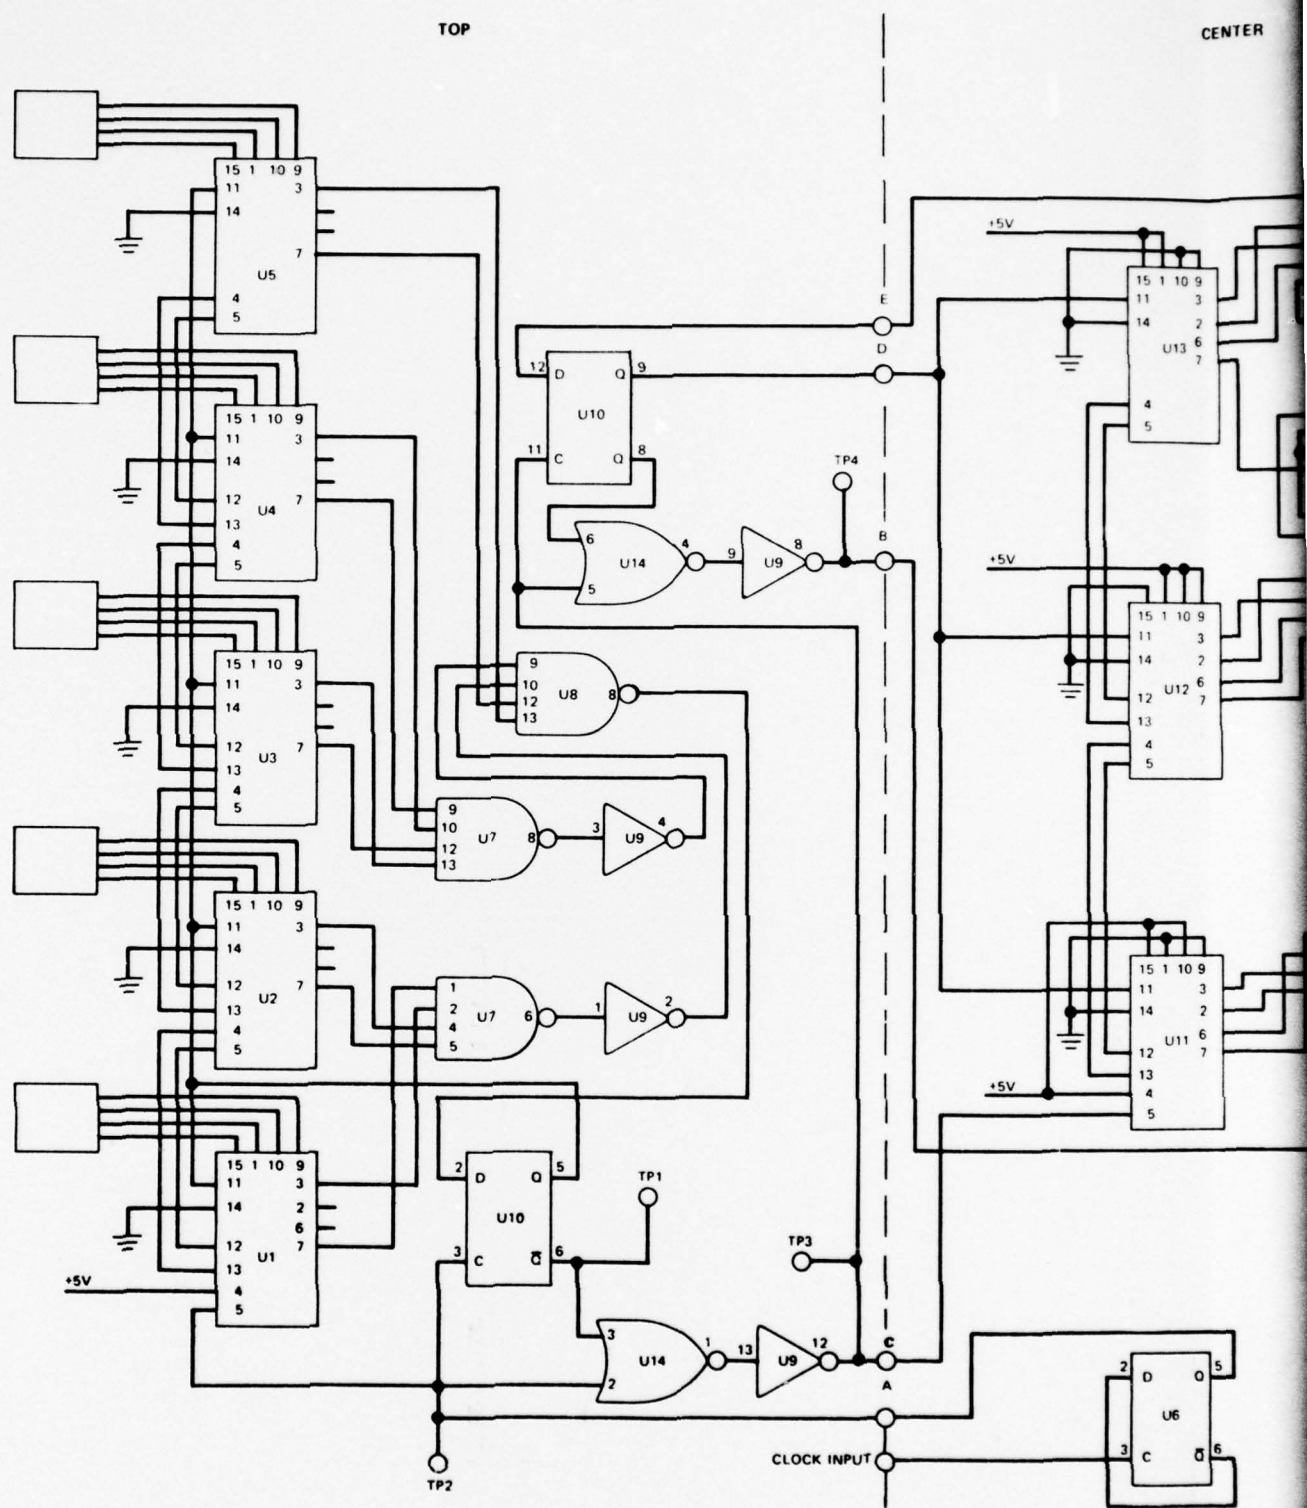 TOP
CENTER
15 1 10 9
11 3
14
7
U5
4
5
15 1 10 9
11 3
14
12 7
U4
13
4
5
15 1 10 9
11 3
14
12 7
U3
13
4
5
15 1 10 9
11 3
14
12 7
U2
13
4
5
15 1 10 9
11 3
14 2
6
12 7
U1
13
+5V
4
5
E
D
12 D Q 9
U10
11 C Q 8
TP4
B
6 4
U14
5
9 U9 8
9
10
12
13
U8 8
9
10
12
13
U7 8
3 U9 4
1
2
4
5
U7 6
1 U9 2
2 D Q 5
U10
3 C Q 6
TP1
TP3
3 1
U14
2
13 U9 12
C
A
CLOCK INPUT
TP2
+5V
15 1 10 9
11 3
14 2
U13 6
7
4
5
+5V
15 1 10 9
11 3
14 2
U12 6
12 7
13
4
5
15 1 10 9
11 3
14 2
U11 6
12 7
13
+5V
4
5
2 D Q 5
U6
3 C Q 6